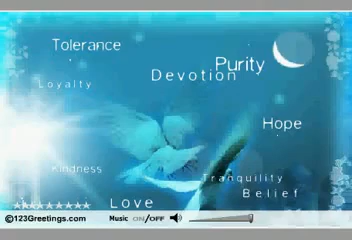 Tolerance
Purity
Devotion
Loyalty
Hope
Kindness
Tranquility
Belief
Love
©123Greetings.com Music ON/OFF